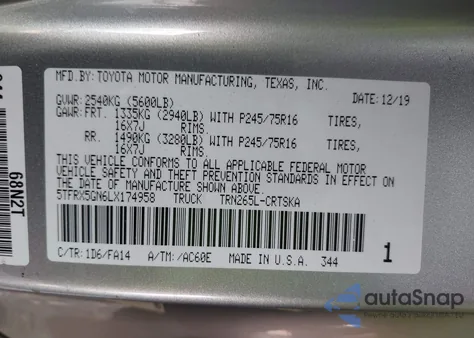 MFD.BY:TOYOTA MOTOR MANUFACTURING, TEXAS, INC.
GVWR:2540KG (5600LB) DATE: 12/19
GAWR:FRT. 1335KG (2940LB) WITH P245/75R16 TIRES,
16X7J RIMS.
RR. 1490KG (3280LB) WITH P245/75R16 TIRES,
16X7J RIMS.
THIS VEHICLE CONFORMS TO ALL APPLICABLE FEDERAL MOTOR
VEHICLE SAFETY AND THEFT PREVENTION STANDARDS IN EFFECT ON
THE DATE OF MANUFACTURE SHOWN ABOVE.
5TFRX5GN6LX174958 TRUCK TRN265L-CRTSKA
C/TR:1D6/FA14 A/TM:/AC60E MADE IN U.S.A. 344
1
68N2T
autoSnap